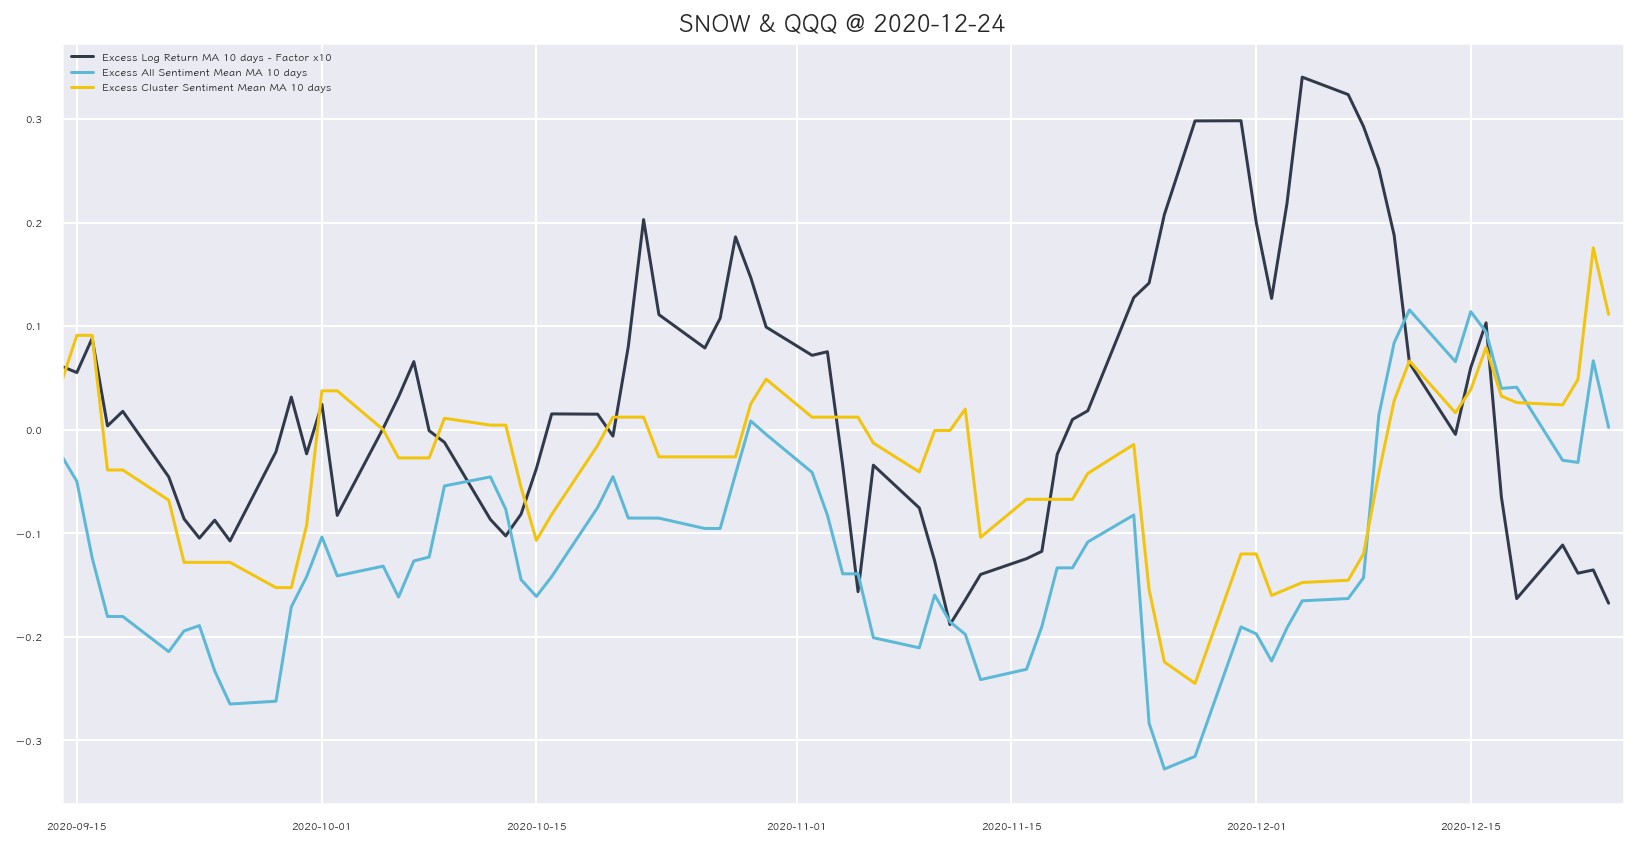 SNOW & QQQ @ 2020-12-24
Excess Log Return MA 10 days - Factor x10
Excess All Sentiment Mean MA 10 days
Excess Cluster Sentiment Mean MA 10 days
0.3
0.2
0.1
0.0
−0.1
−0.2
−0.3
2020-09-15 2020-10-01 2020-10-15 2020-11-01 2020-11-15 2020-12-01 2020-12-15